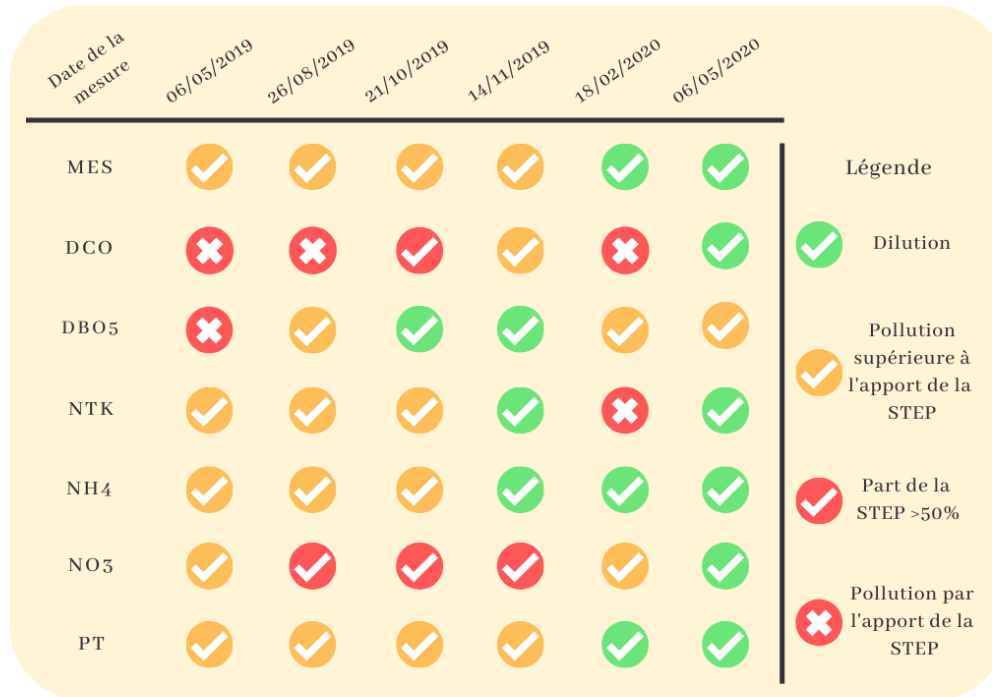 Date de la
mesure
06/05/2019
26/08/2019
21/10/2019
14/11/2019
18/02/2020
06/05/2020
MES
DCO
DBO5
NTK
NH4
NO3
PT
Légende
Dilution
Pollution
supérieure à
l'apport de la
STEP
Part de la
STEP >50%
Pollution par
l'apport de la
STEP